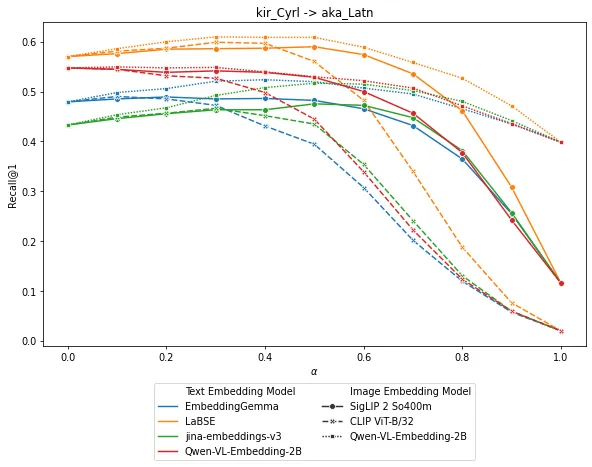 kir_Cyrl -> aka_Latn
Recall@1
0.6
0.5
0.4
0.3
0.2
0.1
0.0
0.0 0.2 0.4 0.6 0.8 1.0
α
Text Embedding Model
EmbeddingGemma
LaBSE
jina-embeddings-v3
Qwen-VL-Embedding-2B
Image Embedding Model
SigLIP 2 So400m
CLIP ViT-B/32
Qwen-VL-Embedding-2B